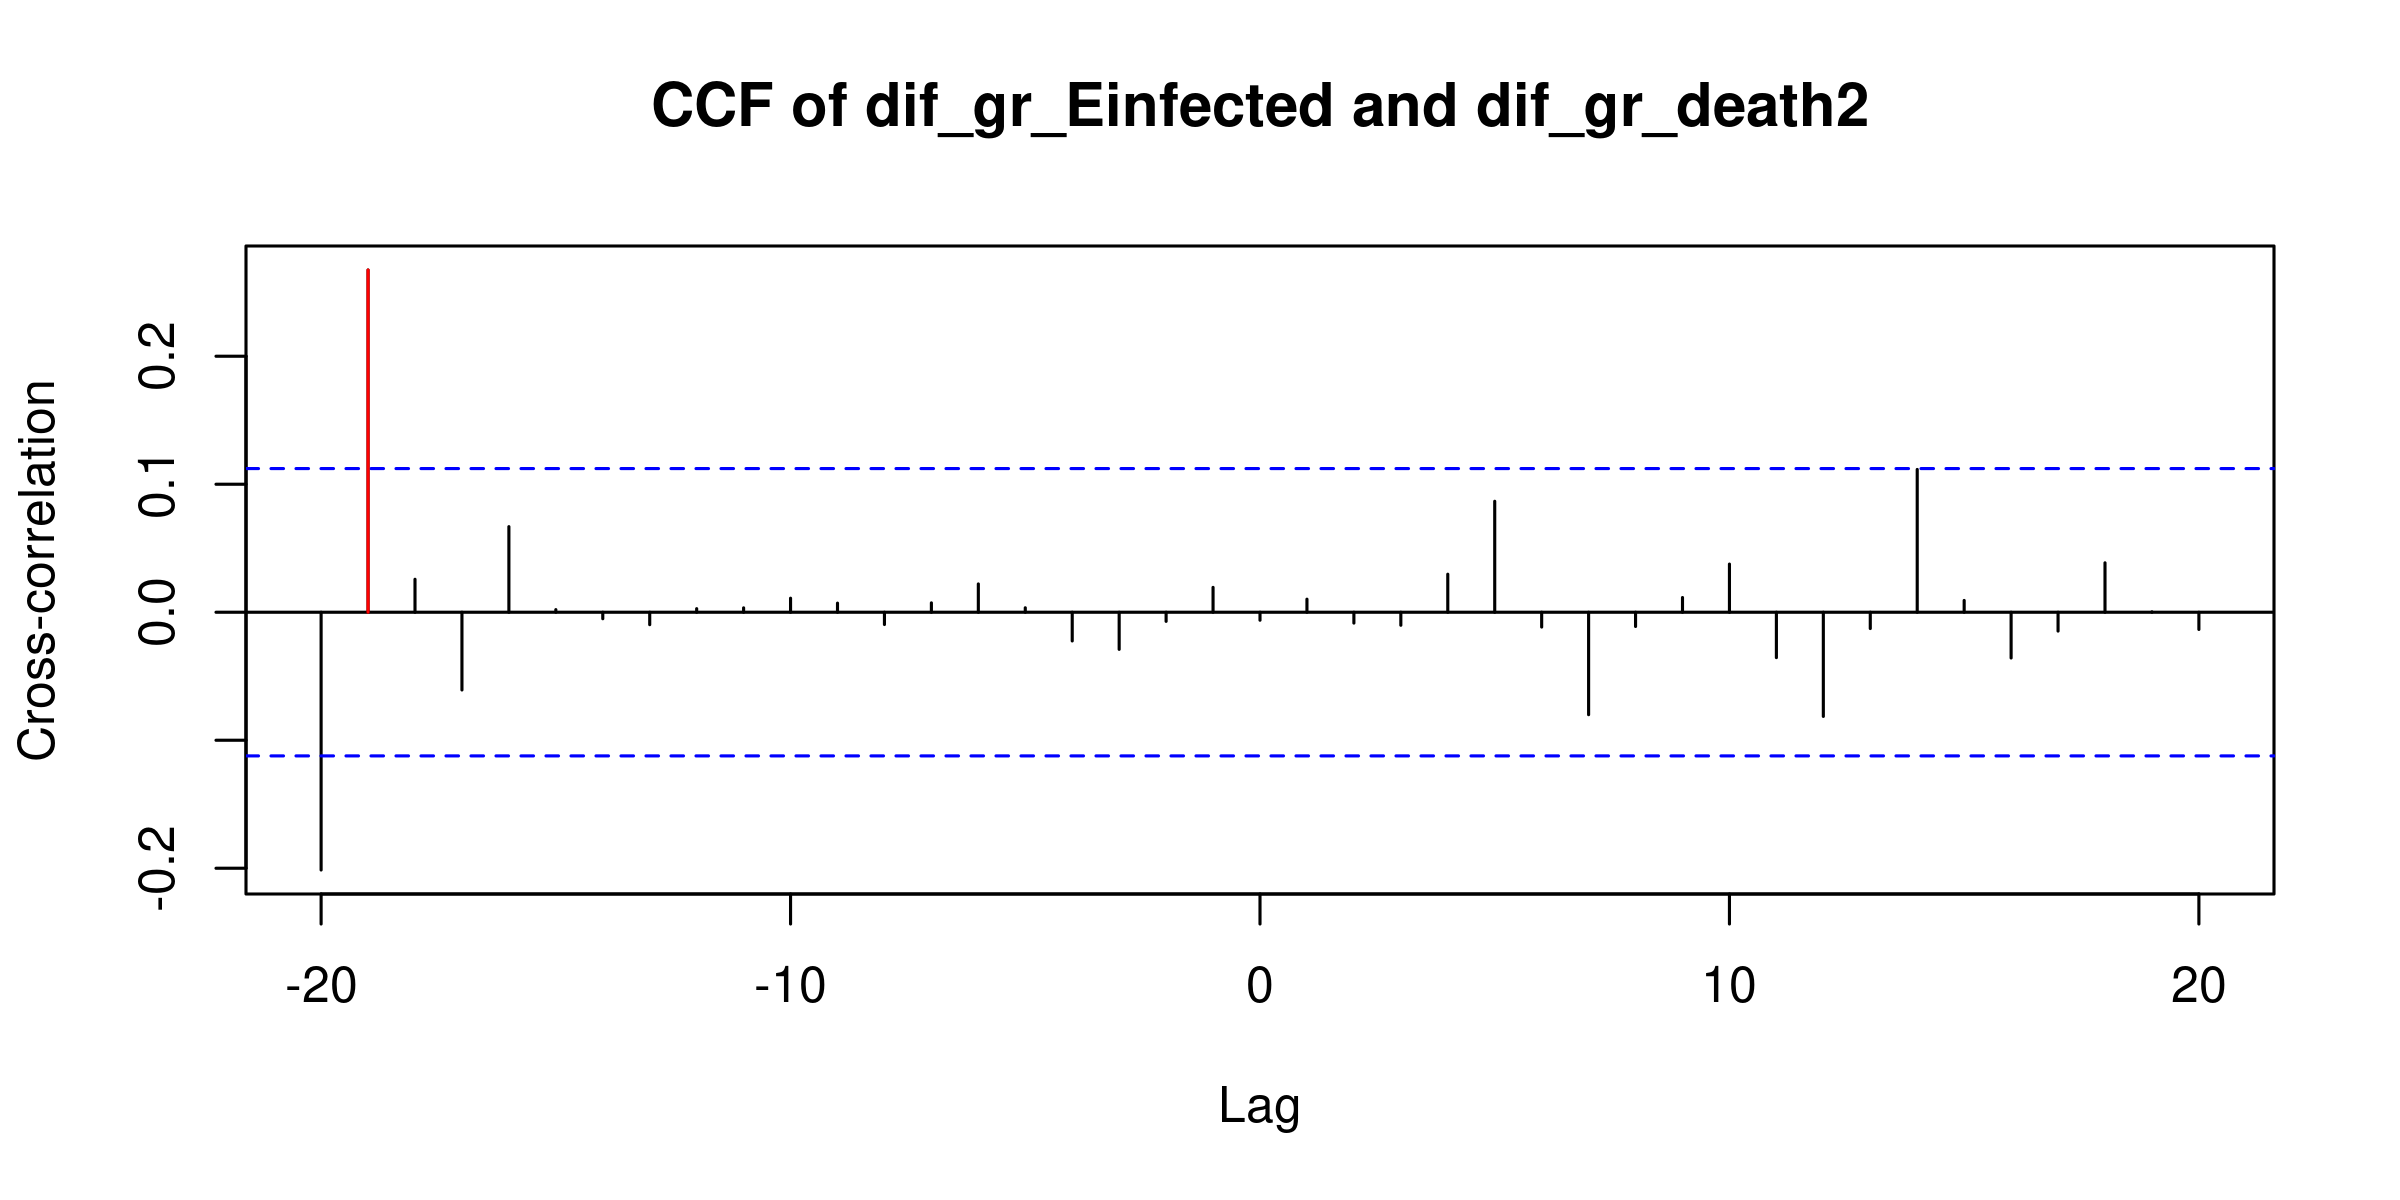 CCF of dif_gr_Einfected and dif_gr_death2
Cross-correlation
0.2
0.1
0.0
-0.2
-20 -10 0 10 20
Lag